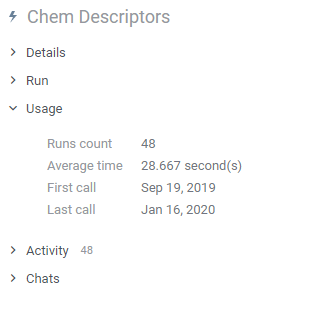 Chem Descriptors
Details
Run
Usage
Runs count 48
Average time 28.667 second(s)
First call Sep 19, 2019
Last call Jan 16, 2020
Activity 48
Chats